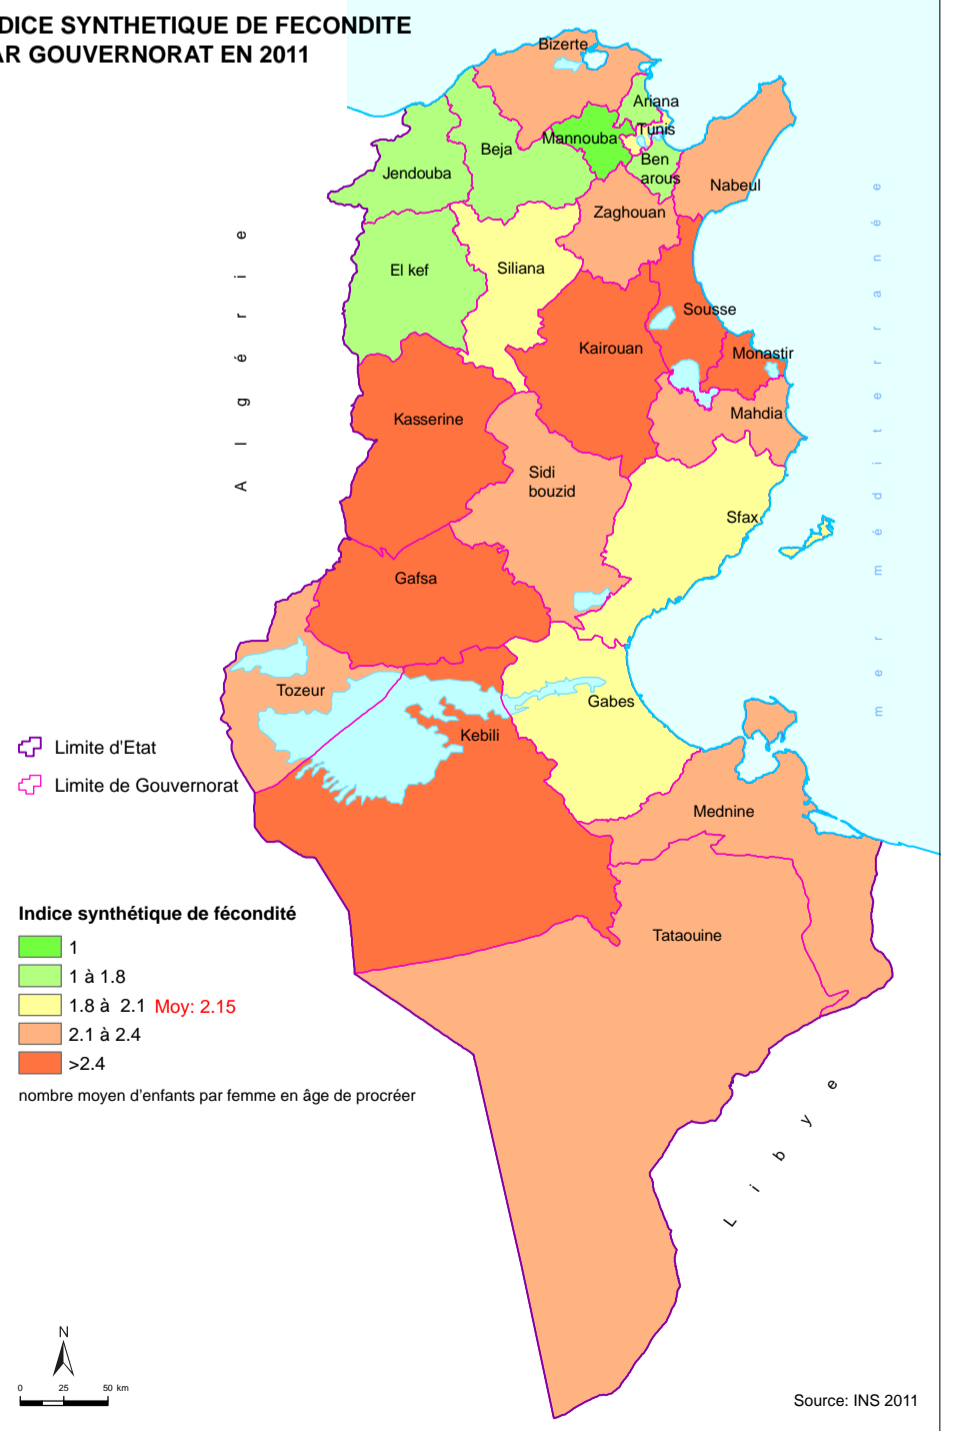 DICE SYNTHETIQUE DE FECONDITE
AR GOUVERNORAT EN 2011
Bizerte
Ariana
Tunis
Mannouba
Beja
Ben
arous
Jendouba
Nabeul
Zaghouan
El kef
Siliana
Sousse
Kairouan
Monastir
Mahdia
Kasserine
Sidi
bouzid
Sfax
Gafsa
Tozeur
Gabes
Kebili
Mednine
Tataouine
Algérie
mer méditerranée
Libye
Limite d'Etat
Limite de Gouvernorat
Indice synthétique de fécondité
1
1 à 1.8
1.8 à 2.1 Moy: 2.15
2.1 à 2.4
>2.4
nombre moyen d'enfants par femme en âge de procréer
N
0 25 50 km
Source: INS 2011